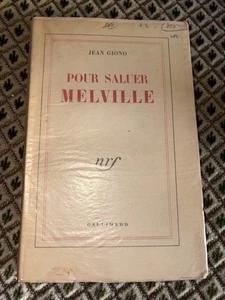 JEAN GIONO
POUR SALUER
MELVILLE
nrf
GALLIMARD